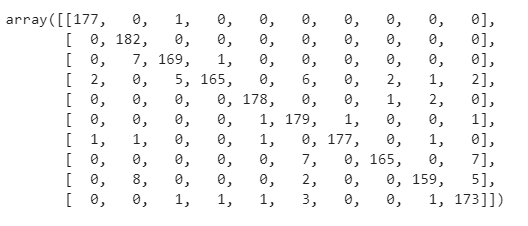 array([[177,   0,   1,   0,   0,   0,   0,   0,   0,   0],
       [  0, 182,   0,   0,   0,   0,   0,   0,   0,   0],
       [  0,   7, 169,   1,   0,   0,   0,   0,   0,   0],
       [  2,   0,   5, 165,   0,   6,   0,   2,   1,   2],
       [  0,   0,   0,   0, 178,   0,   0,   1,   2,   0],
       [  0,   0,   0,   0,   1, 179,   1,   0,   0,   1],
       [  1,   1,   0,   0,   1,   0, 177,   0,   1,   0],
       [  0,   0,   0,   0,   0,   7,   0, 165,   0,   7],
       [  0,   8,   0,   0,   0,   2,   0,   0, 159,   5],
       [  0,   0,   1,   1,   1,   3,   0,   0,   1, 173]])